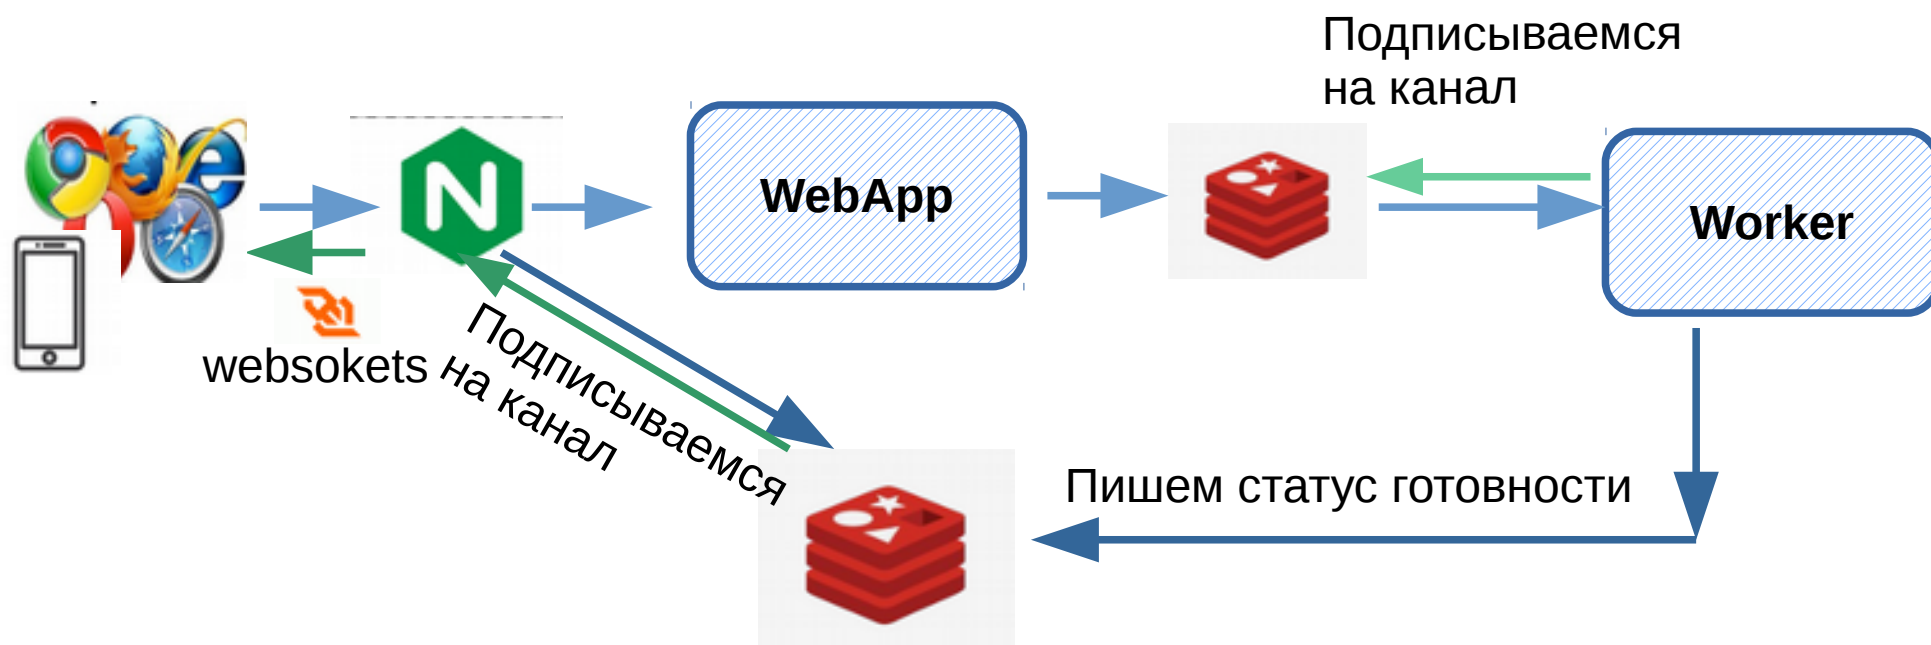 Подписываемся
на канал
WebApp
Worker
websokets
Подписываемся
на канал
Пишем статус готовности